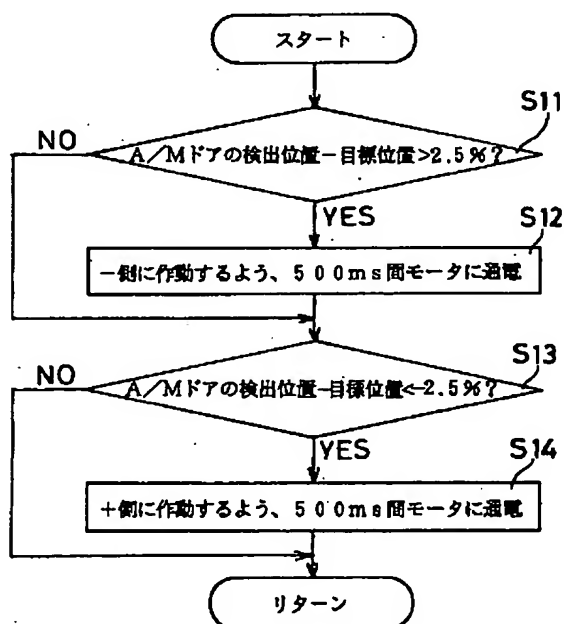 スタート
S11
NO
A/Mドアの検出位置-目標位置>2.5%?
YES
S12
-側に作動するよう、500ms間モータに通電
S13
NO
A/Mドアの検出位置-目標位置<-2.5%?
YES
S14
+側に作動するよう、500ms間モータに通電
リターン